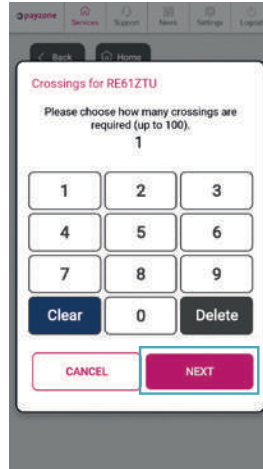 payzone Services Support News Settings Logout
< Back Home
Crossings for RE61ZTU
Please choose how many crossings are
required (up to 100).
1
1 2 3
4 5 6
7 8 9
Clear 0 Delete
CANCEL NEXT